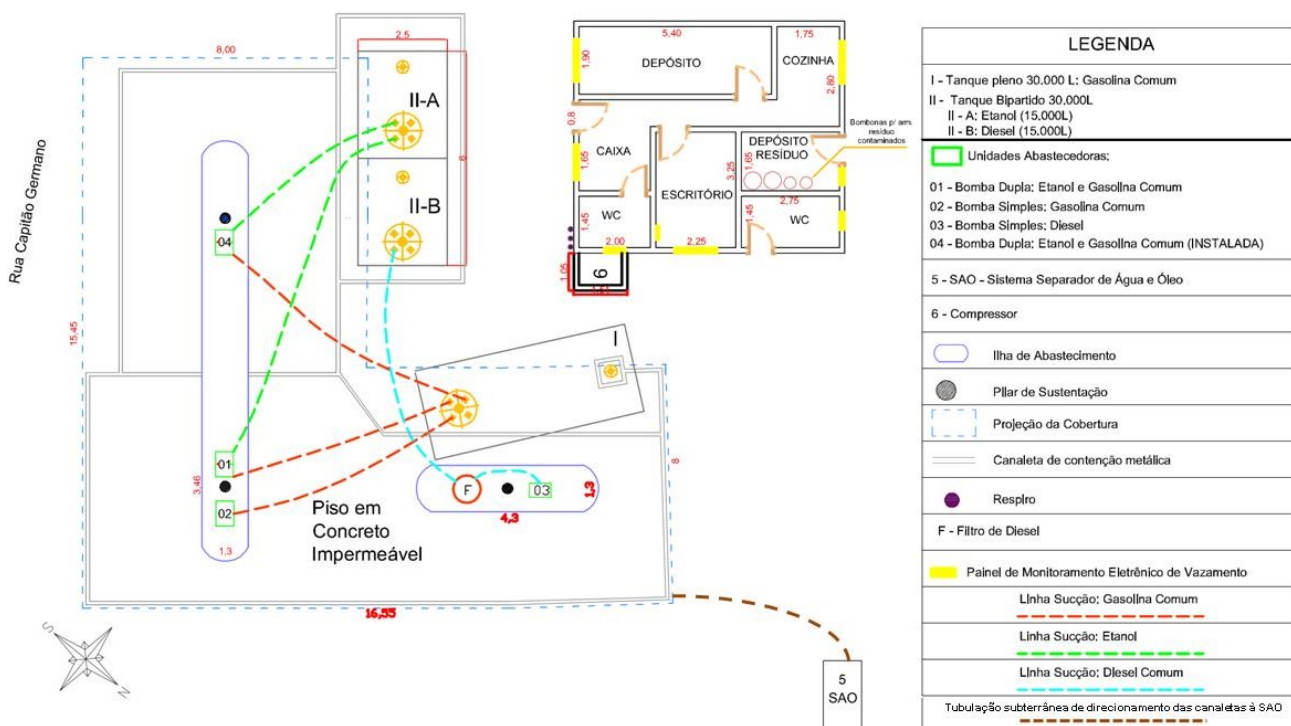 8,00
2.5
II-A
6
II-B
Rua Capitão Germano
04
15,45
01
3,46
02
1,3
Piso em
Concreto
Impermeável
I
F
03
1,3
4,3
8
16,55
S
N
5
SAO
5,40
1,75
1,90
DEPÓSITO
COZINHA
2,80
0,8
Bombonas p/ arm.
resíduo
contaminados
1,65
CAIXA
DEPÓSITO
RESÍDUO
1,65
3,25
ESCRITÓRIO
2,75
1,45
WC
1,45
WC
2,00
2,25
1,05
6
LEGENDA
I - Tanque pleno 30.000 L: Gasolina Comum
II - Tanque Bipartido 30.000L
II - A: Etanol (15.000L)
II - B: Diesel (15.000L)
Unidades Abastecedoras:
01 - Bomba Dupla: Etanol e Gasolina Comum
02 - Bomba Simples: Gasolina Comum
03 - Bomba Simples: Diesel
04 - Bomba Dupla: Etanol e Gasolina Comum (INSTALADA)
5 - SAO - Sistema Separador de Água e Óleo
6 - Compressor
Ilha de Abastecimento
Pilar de Sustentação
Projeção da Cobertura
Canaleta de contenção metálica
Respiro
F - Filtro de Diesel
Painel de Monitoramento Eletrônico de Vazamento
Linha Sucção: Gasolina Comum
Linha Sucção: Etanol
Linha Sucção: Diesel Comum
Tubulação subterrânea de direcionamento das canaletas à SAO